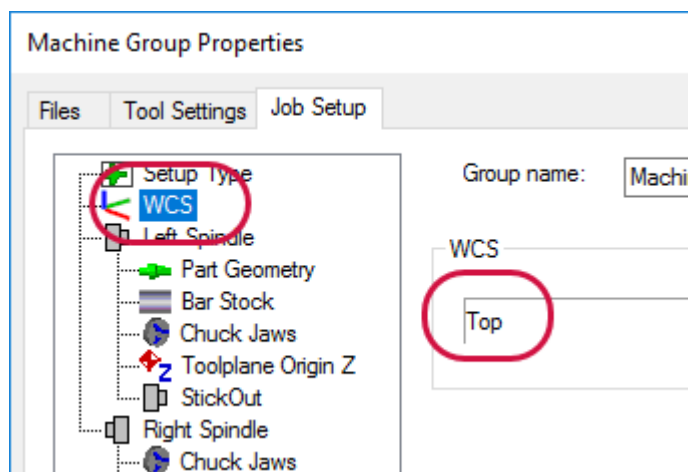 Machine Group Properties
Files Tool Settings Job Setup
Setup Type
Group name:
WCS
Left Spindle
WCS
Part Geometry
Bar Stock
Top
Chuck Jaws
Z Toolplane Origin Z
StickOut
Right Spindle
Chuck Jaws